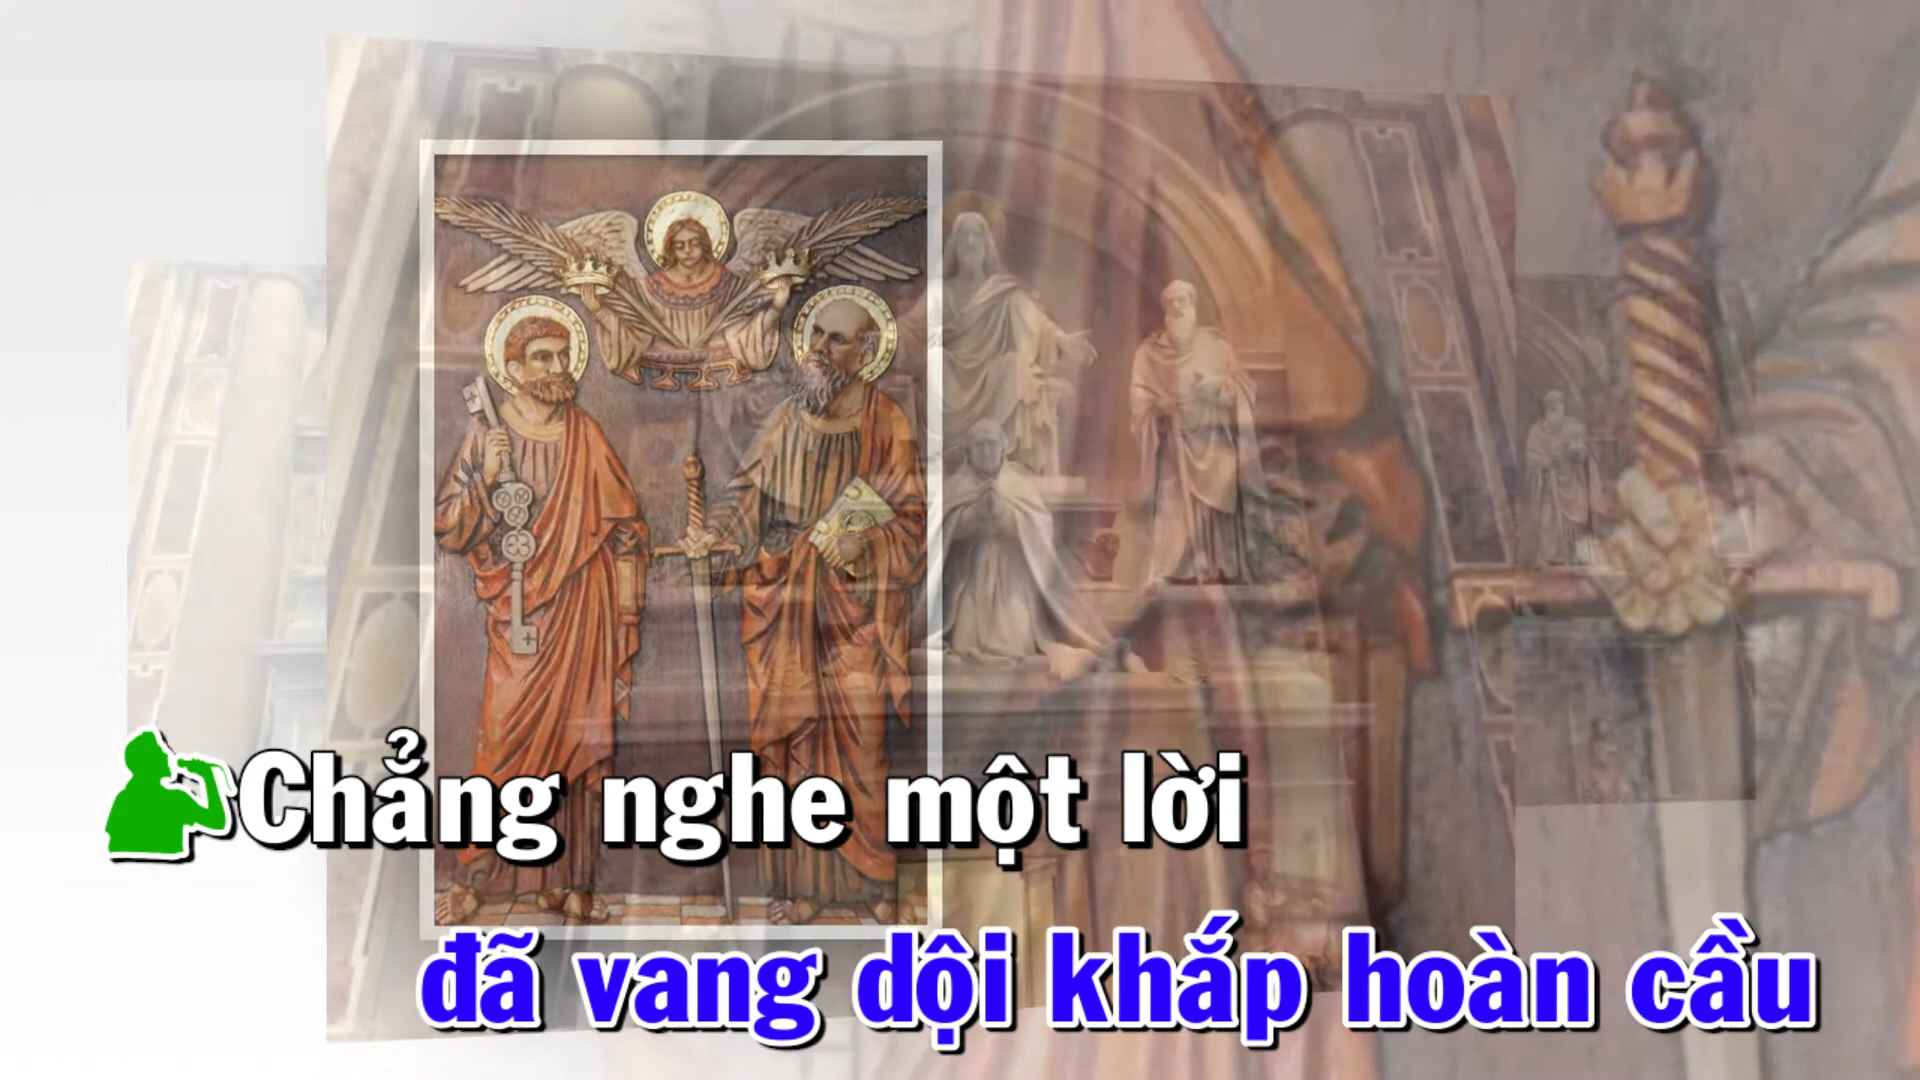 Chẳng nghe một lời
đã vang dội khắp hoàn cầu